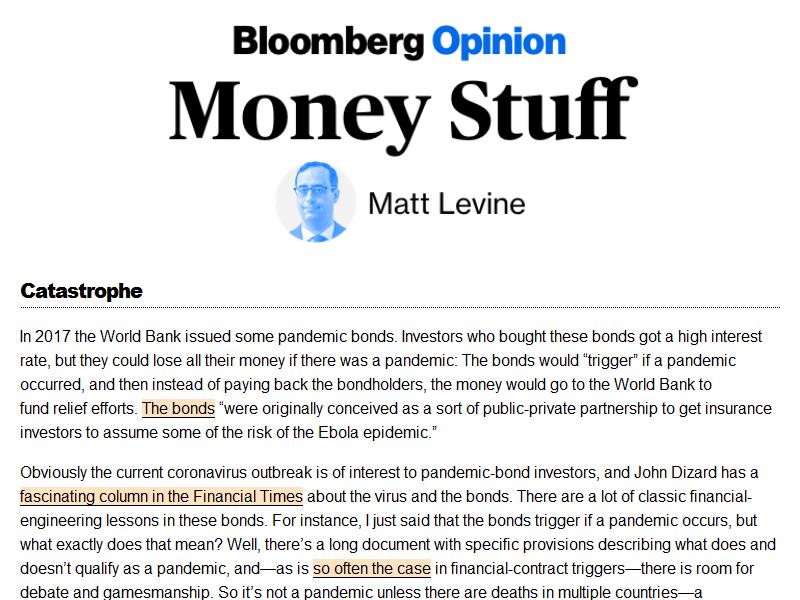 Bloomberg Opinion
Money Stuff
Matt Levine
Catastrophe
In 2017 the World Bank issued some pandemic bonds. Investors who bought these bonds got a high interest
rate, but they could lose all their money if there was a pandemic: The bonds would “trigger” if a pandemic
occurred, and then instead of paying back the bondholders, the money would go to the World Bank to
fund relief efforts. The bonds “were originally conceived as a sort of public-private partnership to get insurance
investors to assume some of the risk of the Ebola epidemic.”
Obviously the current coronavirus outbreak is of interest to pandemic-bond investors, and John Dizard has a
fascinating column in the Financial Times about the virus and the bonds. There are a lot of classic financial-
engineering lessons in these bonds. For instance, I just said that the bonds trigger if a pandemic occurs, but
what exactly does that mean? Well, there’s a long document with specific provisions describing what does and
doesn’t qualify as a pandemic, and—as is so often the case in financial-contract triggers—there is room for
debate and gamesmanship. So it’s not a pandemic unless there are deaths in multiple countries—a